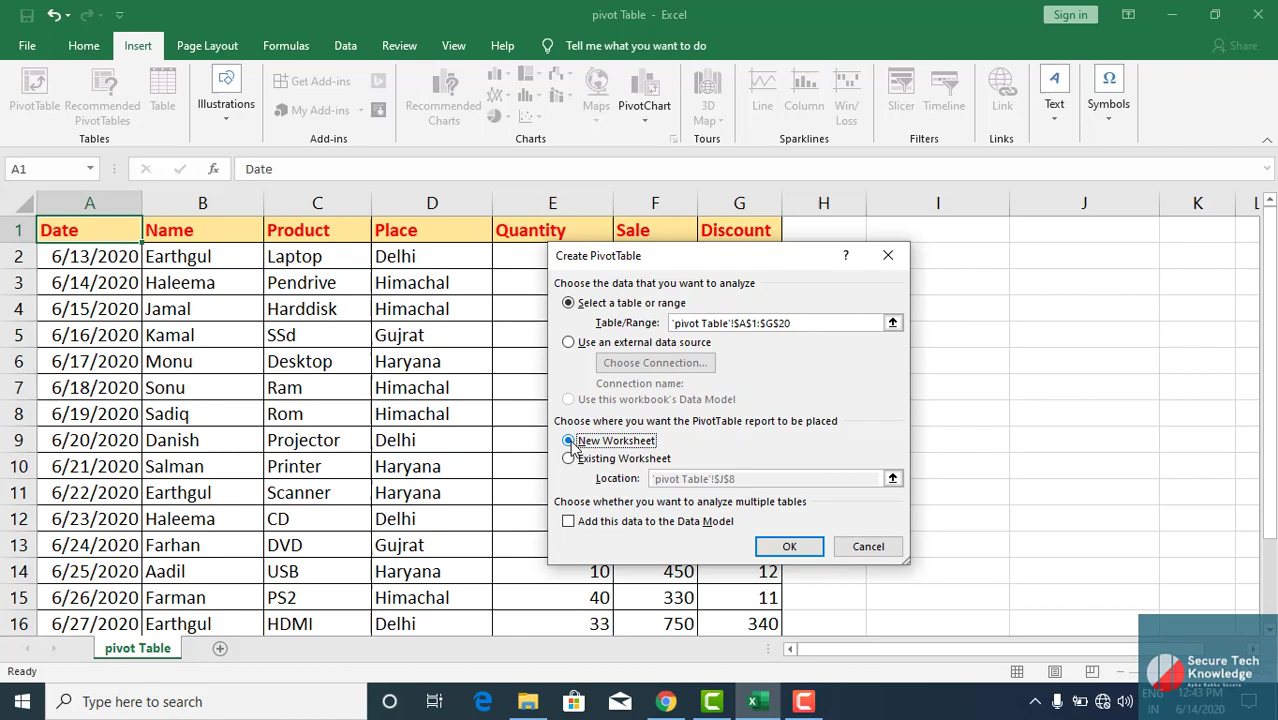 pivot Table - Excel
Sign in
File Home Insert Page Layout Formulas Data Review View Help Tell me what you want to do Share
PivotTable Recommended PivotTables Table Illustrations Get Add-ins My Add-ins Recommended Charts Maps PivotChart 3D Map Line Column Win/Loss Slicer Timeline Link Text Symbols
Tables Add-ins Charts Tours Sparklines Filters Links
A1 fx Date
A B C D E F G H I J K L
1 Date Name Product Place Quantity Sale Discount
2 6/13/2020 Earthgul Laptop Delhi
3 6/14/2020 Haleema Pendrive Himachal
4 6/15/2020 Jamal Harddisk Himachal
5 6/16/2020 Kamal SSd Gujrat
6 6/17/2020 Monu Desktop Haryana
7 6/18/2020 Sonu Ram Himachal
8 6/19/2020 Sadiq Rom Himachal
9 6/20/2020 Danish Projector Delhi
10 6/21/2020 Salman Printer Haryana
11 6/22/2020 Earthgul Scanner Haryana
12 6/23/2020 Haleema CD Delhi
13 6/24/2020 Farhan DVD Gujrat
14 6/25/2020 Aadil USB Haryana 10 450 12
15 6/26/2020 Farman PS2 Himachal 40 330 11
16 6/27/2020 Earthgul HDMI Delhi 33 750 340
Create PivotTable ?
Choose the data that you want to analyze
Select a table or range
Table/Range: 'pivot Table'!$A$1:$G$20
Use an external data source
Choose Connection...
Connection name:
Use this workbook's Data Model
Choose where you want the PivotTable report to be placed
New Worksheet
Existing Worksheet
Location: 'pivot Table'!$J$8
Choose whether you want to analyze multiple tables
Add this data to the Data Model
OK Cancel
pivot Table
Ready
Secure Tech
Knowledge
Type here to search
ENG
IN
12:43 PM
6/14/2020